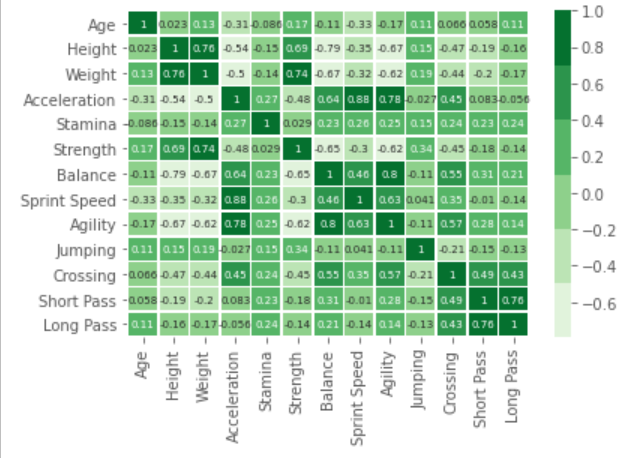 Age 1 0.023 0.13 -0.31 -0.086 0.17 -0.11 -0.33 -0.17 0.11 0.066 0.058 0.11
Height 0.023 1 0.76 -0.54 -0.15 0.69 -0.79 -0.35 -0.67 0.15 -0.47 -0.19 -0.16
Weight 0.13 0.76 1 -0.5 -0.14 0.74 -0.67 -0.32 -0.62 0.19 -0.44 -0.2 -0.17
Acceleration -0.31 -0.54 -0.5 1 0.27 -0.48 0.64 0.88 0.78 -0.027 0.45 0.083 -0.056
Stamina -0.086 -0.15 -0.14 0.27 1 0.029 0.23 0.26 0.25 0.15 0.24 0.23 0.24
Strength 0.17 0.69 0.74 -0.48 0.029 1 -0.65 -0.3 -0.62 0.34 -0.45 -0.18 -0.14
Balance -0.11 -0.79 -0.67 0.64 0.23 -0.65 1 0.46 0.8 -0.11 0.55 0.31 0.21
Sprint Speed -0.33 -0.35 -0.32 0.88 0.26 -0.3 0.46 1 0.63 0.041 0.35 -0.01 -0.14
Agility -0.17 -0.67 -0.62 0.78 0.25 -0.62 0.8 0.63 1 -0.11 0.57 0.28 0.14
Jumping 0.11 0.15 0.19 -0.027 0.15 0.34 -0.11 0.041 -0.11 1 -0.21 -0.15 -0.13
Crossing 0.066 -0.47 -0.44 0.45 0.24 -0.45 0.55 0.35 0.57 -0.21 1 0.49 0.43
Short Pass 0.058 -0.19 -0.2 0.083 0.23 -0.18 0.31 -0.01 0.28 -0.15 0.49 1 0.76
Long Pass 0.11 -0.16 -0.17 -0.056 0.24 -0.14 0.21 -0.14 0.14 -0.13 0.43 0.76 1
Age
Height
Weight
Acceleration
Stamina
Strength
Balance
Sprint Speed
Agility
Jumping
Crossing
Short Pass
Long Pass
1.0
0.8
0.6
0.4
0.2
0.0
−0.2
−0.4
−0.6